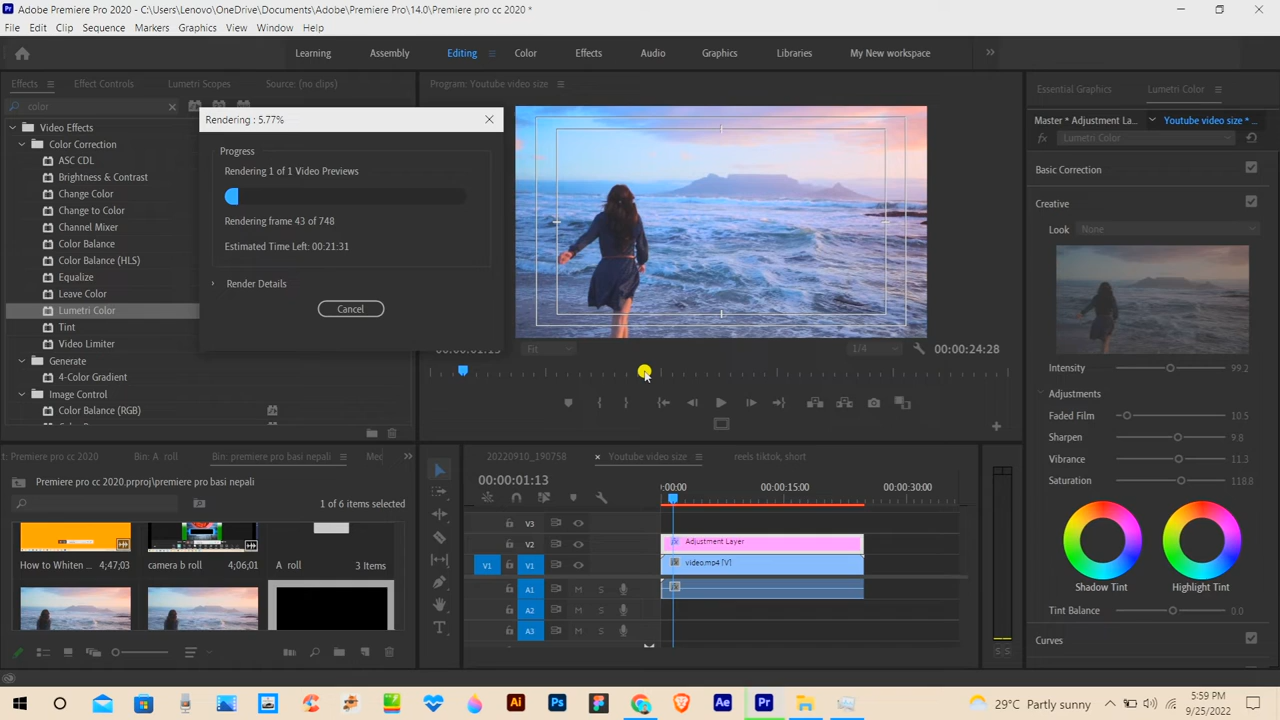 Adobe Premiere Pro 2020 - C:\Users\Lenovo\OneDrive\Documents\Adobe\Premiere Pro\14.0\Premiere pro cc 2020 *
File Edit Clip Sequence Markers Graphics View Window Help
Learning Assembly Editing Color Effects Audio Graphics Libraries My New workspace
Effects Effect Controls Lumetri Scopes Source: (no clips)
color
Video Effects
Color Correction
ASC CDL
Brightness & Contrast
Change Color
Change to Color
Channel Mixer
Color Balance
Color Balance (HLS)
Equalize
Leave Color
Lumetri Color
Tint
Video Limiter
Generate
4-Color Gradient
Image Control
Color Balance (RGB)
Rendering : 5.77%
Progress
Rendering 1 of 1 Video Previews
Rendering frame 43 of 748
Estimated Time Left: 00:21:31
Render Details
Cancel
Program: Youtube video size
Fit
1/4
00:00:24:28
Essential Graphics Lumetri Color
Master * Adjustment La... Youtube video size *...
fx Lumetri Color
Basic Correction
Creative
Look None
Intensity 99.2
Adjustments
Faded Film 10.5
Sharpen 9.8
Vibrance 11.3
Saturation 118.8
Shadow Tint Highlight Tint
Tint Balance 0.0
Curves
: Premiere pro cc 2020 Bin: A roll Bin: premiere pro basi nepali Me
Premiere pro cc 2020.prproj\premiere pro basi nepali
1 of 6 items selected
How to Whiten ... 4,47,03
camera b roll 4,06,01
A roll 3 Items
20220910_190758 Youtube video size reels tiktok, short
00:00:01:13
:00:00 00:00:15:00 00:00:30:00
V3
V2
Adjustment Layer
V1 V1
video.mp4 [V]
A1 M S
A2 M S
A3 M S
5 5
Ai Ps Ae Pr
29°C Partly sunny
5:59 PM
9/25/2022